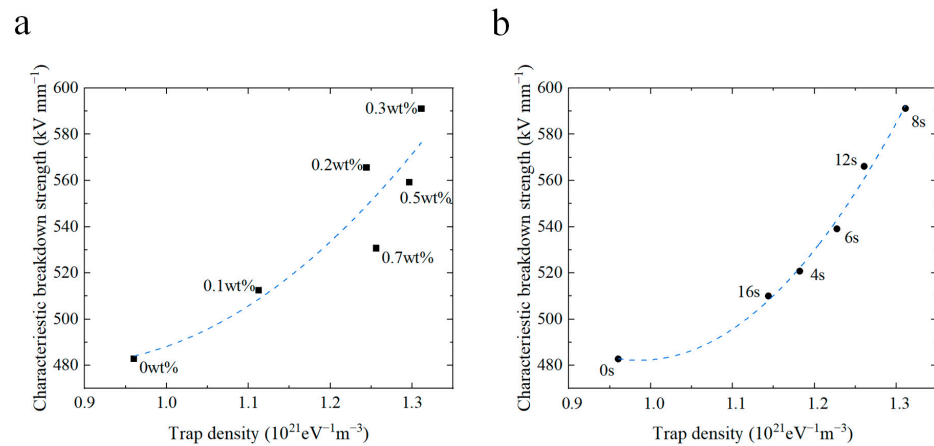 a
Characteriestic breakdown strength (kV mm⁻¹)
600
580
560
540
520
500
480
0.3wt%
0.2wt%
0.5wt%
0.7wt%
0.1wt%
0wt%
0.9 1.0 1.1 1.2 1.3
Trap density (10²¹eV⁻¹m⁻³)
b
Characteriestic breakdown strength (kV mm⁻¹)
600
580
560
540
520
500
480
8s
12s
6s
4s
16s
0s
0.9 1.0 1.1 1.2 1.3
Trap density (10²¹eV⁻¹m⁻³)